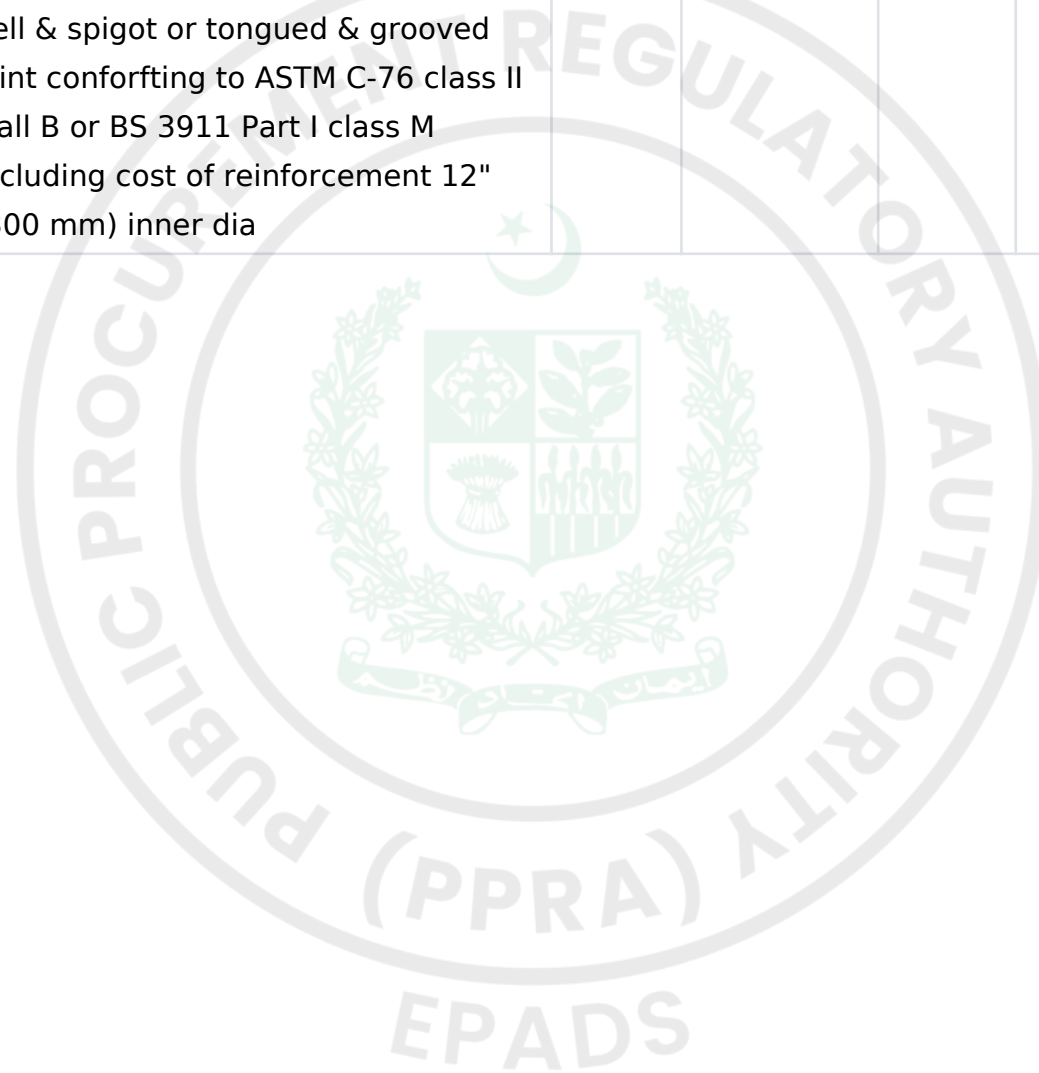 ell & spigot or tongued & grooved
int conforfting to ASTM C-76 class II
all B or BS 3911 Part I class M
cluding cost of reinforcement 12"
00 mm) inner dia
PUBLIC PROCUREMENT REGULATORY AUTHORITY
(PPRA)
EPADS